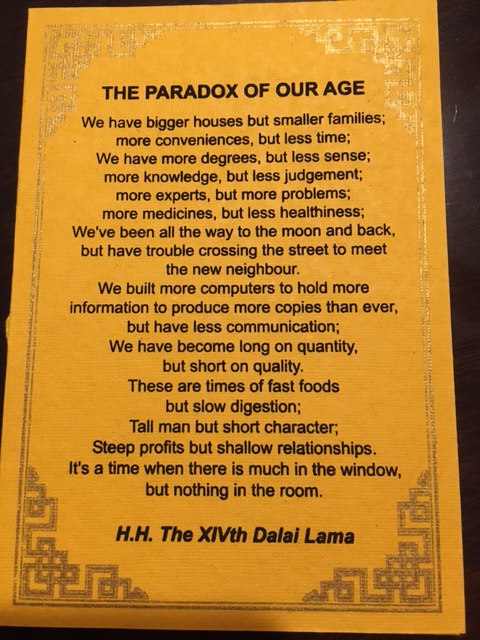 THE PARADOX OF OUR AGE
We have bigger houses but smaller families;
more conveniences, but less time;
We have more degrees, but less sense;
more knowledge, but less judgement;
more experts, but more problems;
more medicines, but less healthiness;
We've been all the way to the moon and back,
but have trouble crossing the street to meet
the new neighbour.
We built more computers to hold more
information to produce more copies than ever,
but have less communication;
We have become long on quantity,
but short on quality.
These are times of fast foods
but slow digestion;
Tall man but short character;
Steep profits but shallow relationships.
It's a time when there is much in the window,
but nothing in the room.
H.H. The XIVth Dalai Lama